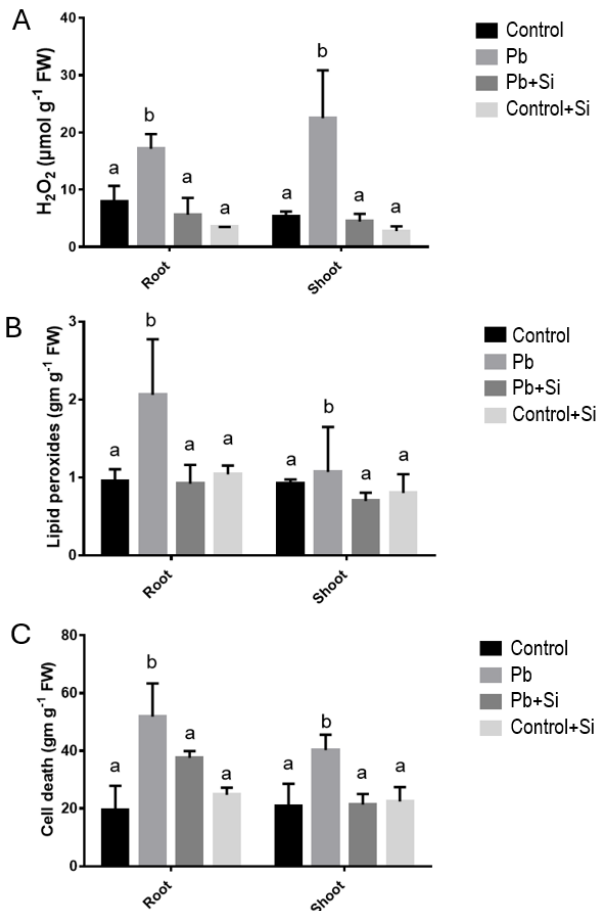 A
Control
Pb
Pb+Si
Control+Si
H₂O₂ (µmol g⁻¹ FW)
40
30
20
10
0
a b a a
a b a a
Root Shoot
B
Control
Pb
Pb+Si
Control+Si
Lipid peroxides (gm g⁻¹ FW)
3
2
1
0
a b a a
a b a a
Root Shoot
C
Control
Pb
Pb+Si
Control+Si
Cell death (gm g⁻¹ FW)
80
60
40
20
0
a b a a
a b a a
Root Shoot